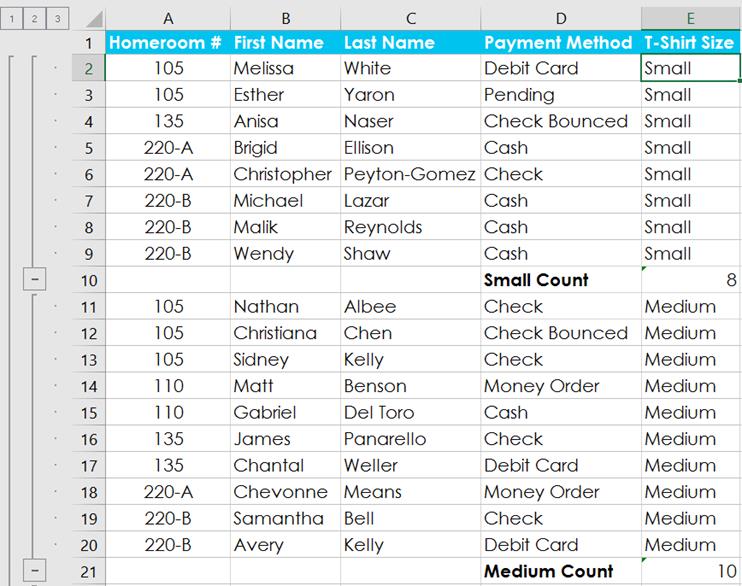 1 2 3 A B C D E
1 Homeroom # First Name Last Name Payment Method T-Shirt Size
2 105 Melissa White Debit Card Small
3 105 Esther Yaron Pending Small
4 135 Anisa Naser Check Bounced Small
5 220-A Brigid Ellison Cash Small
6 220-A Christopher Peyton-Gomez Check Small
7 220-B Michael Lazar Cash Small
8 220-B Malik Reynolds Cash Small
9 220-B Wendy Shaw Cash Small
10 Small Count 8
11 105 Nathan Albee Check Medium
12 105 Christiana Chen Check Bounced Medium
13 105 Sidney Kelly Check Medium
14 110 Matt Benson Money Order Medium
15 110 Gabriel Del Toro Cash Medium
16 135 James Panarello Check Medium
17 135 Chantal Weller Debit Card Medium
18 220-A Chevonne Means Money Order Medium
19 220-B Samantha Bell Check Medium
20 220-B Avery Kelly Debit Card Medium
21 Medium Count 10